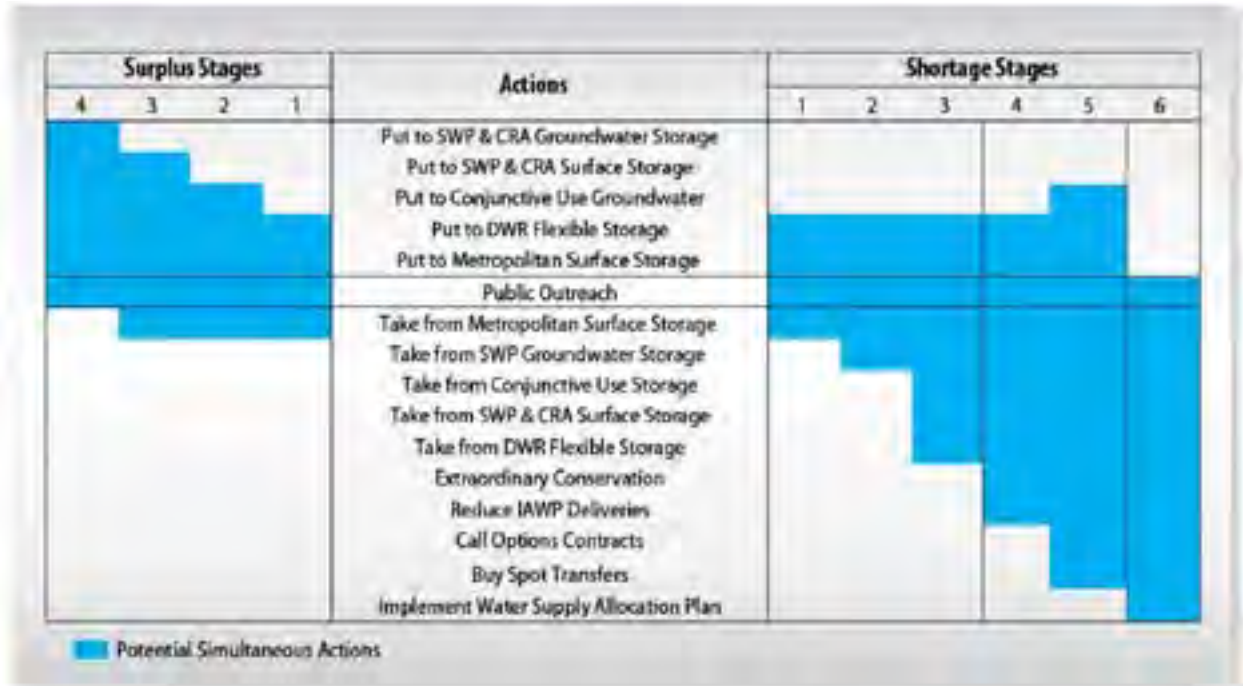 Surplus Stages Actions Shortage Stages
4 3 2 1 1 2 3 4 5 6
Put to SWP & CRA Groundwater Storage
Put to SWP & CRA Surface Storage
Put to Conjunctive Use Groundwater
Put to DWR Flexible Storage
Put to Metropolitan Surface Storage
Public Outreach
Take from Metropolitan Surface Storage
Take from SWP Groundwater Storage
Take from Conjunctive Use Storage
Take from SWP & CRA Surface Storage
Take from DWR Flexible Storage
Extraordinary Conservation
Reduce IAWP Deliveries
Call Options Contracts
Buy Spot Transfers
Implement Water Supply Allocation Plan
Potential Simultaneous Actions